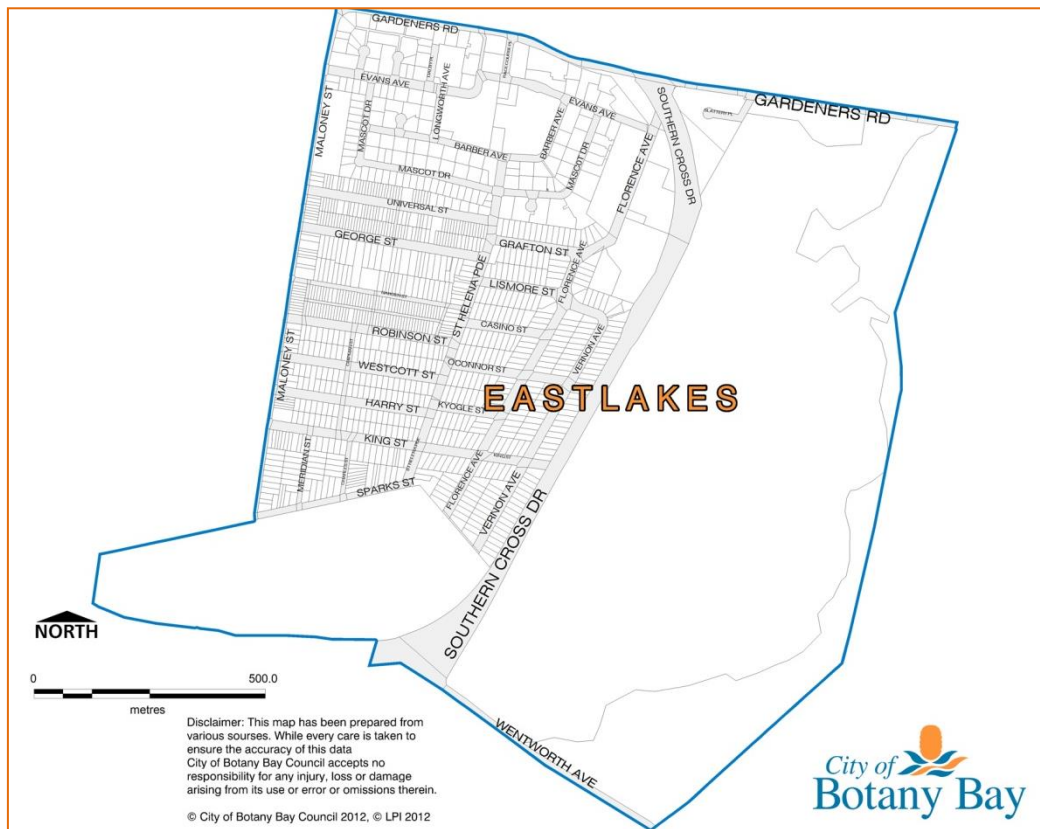 GARDENERS RD
EVANS AVE
LONGWORTH AVE
MALONEY ST
MASCOT DR
BARBER AVE
BARBER AVE
EVANS AVE
MASCOT DR
FLORENCE AVE
SOUTHERN CROSS DR
SLATTERY PL
GARDENERS RD
MASCOT DR
UNIVERSAL ST
GEORGE ST
GRAFTON ST
ST HELENA PDE
FLORENCE AVE
LISMORE ST
ROBINSON ST
CASINO ST
MALONEY ST
WESTCOTT ST
OCONNOR ST
VERNON AVE
EASTLAKES
HARRY ST
KYOGLE ST
KING ST
MERIDIAN ST
SPARKS ST
FLORENCE AVE
VERNON AVE
SOUTHERN CROSS DR
WENTWORTH AVE
NORTH
0 500.0
metres
Disclaimer: This map has been prepared from
various sourses. While every care is taken to
ensure the accuracy of this data
City of Botany Bay Council accepts no
responsibility for any injury, loss or damage
arising from its use or error or omissions therein.
© City of Botany Bay Council 2012, © LPI 2012
City of
Botany Bay